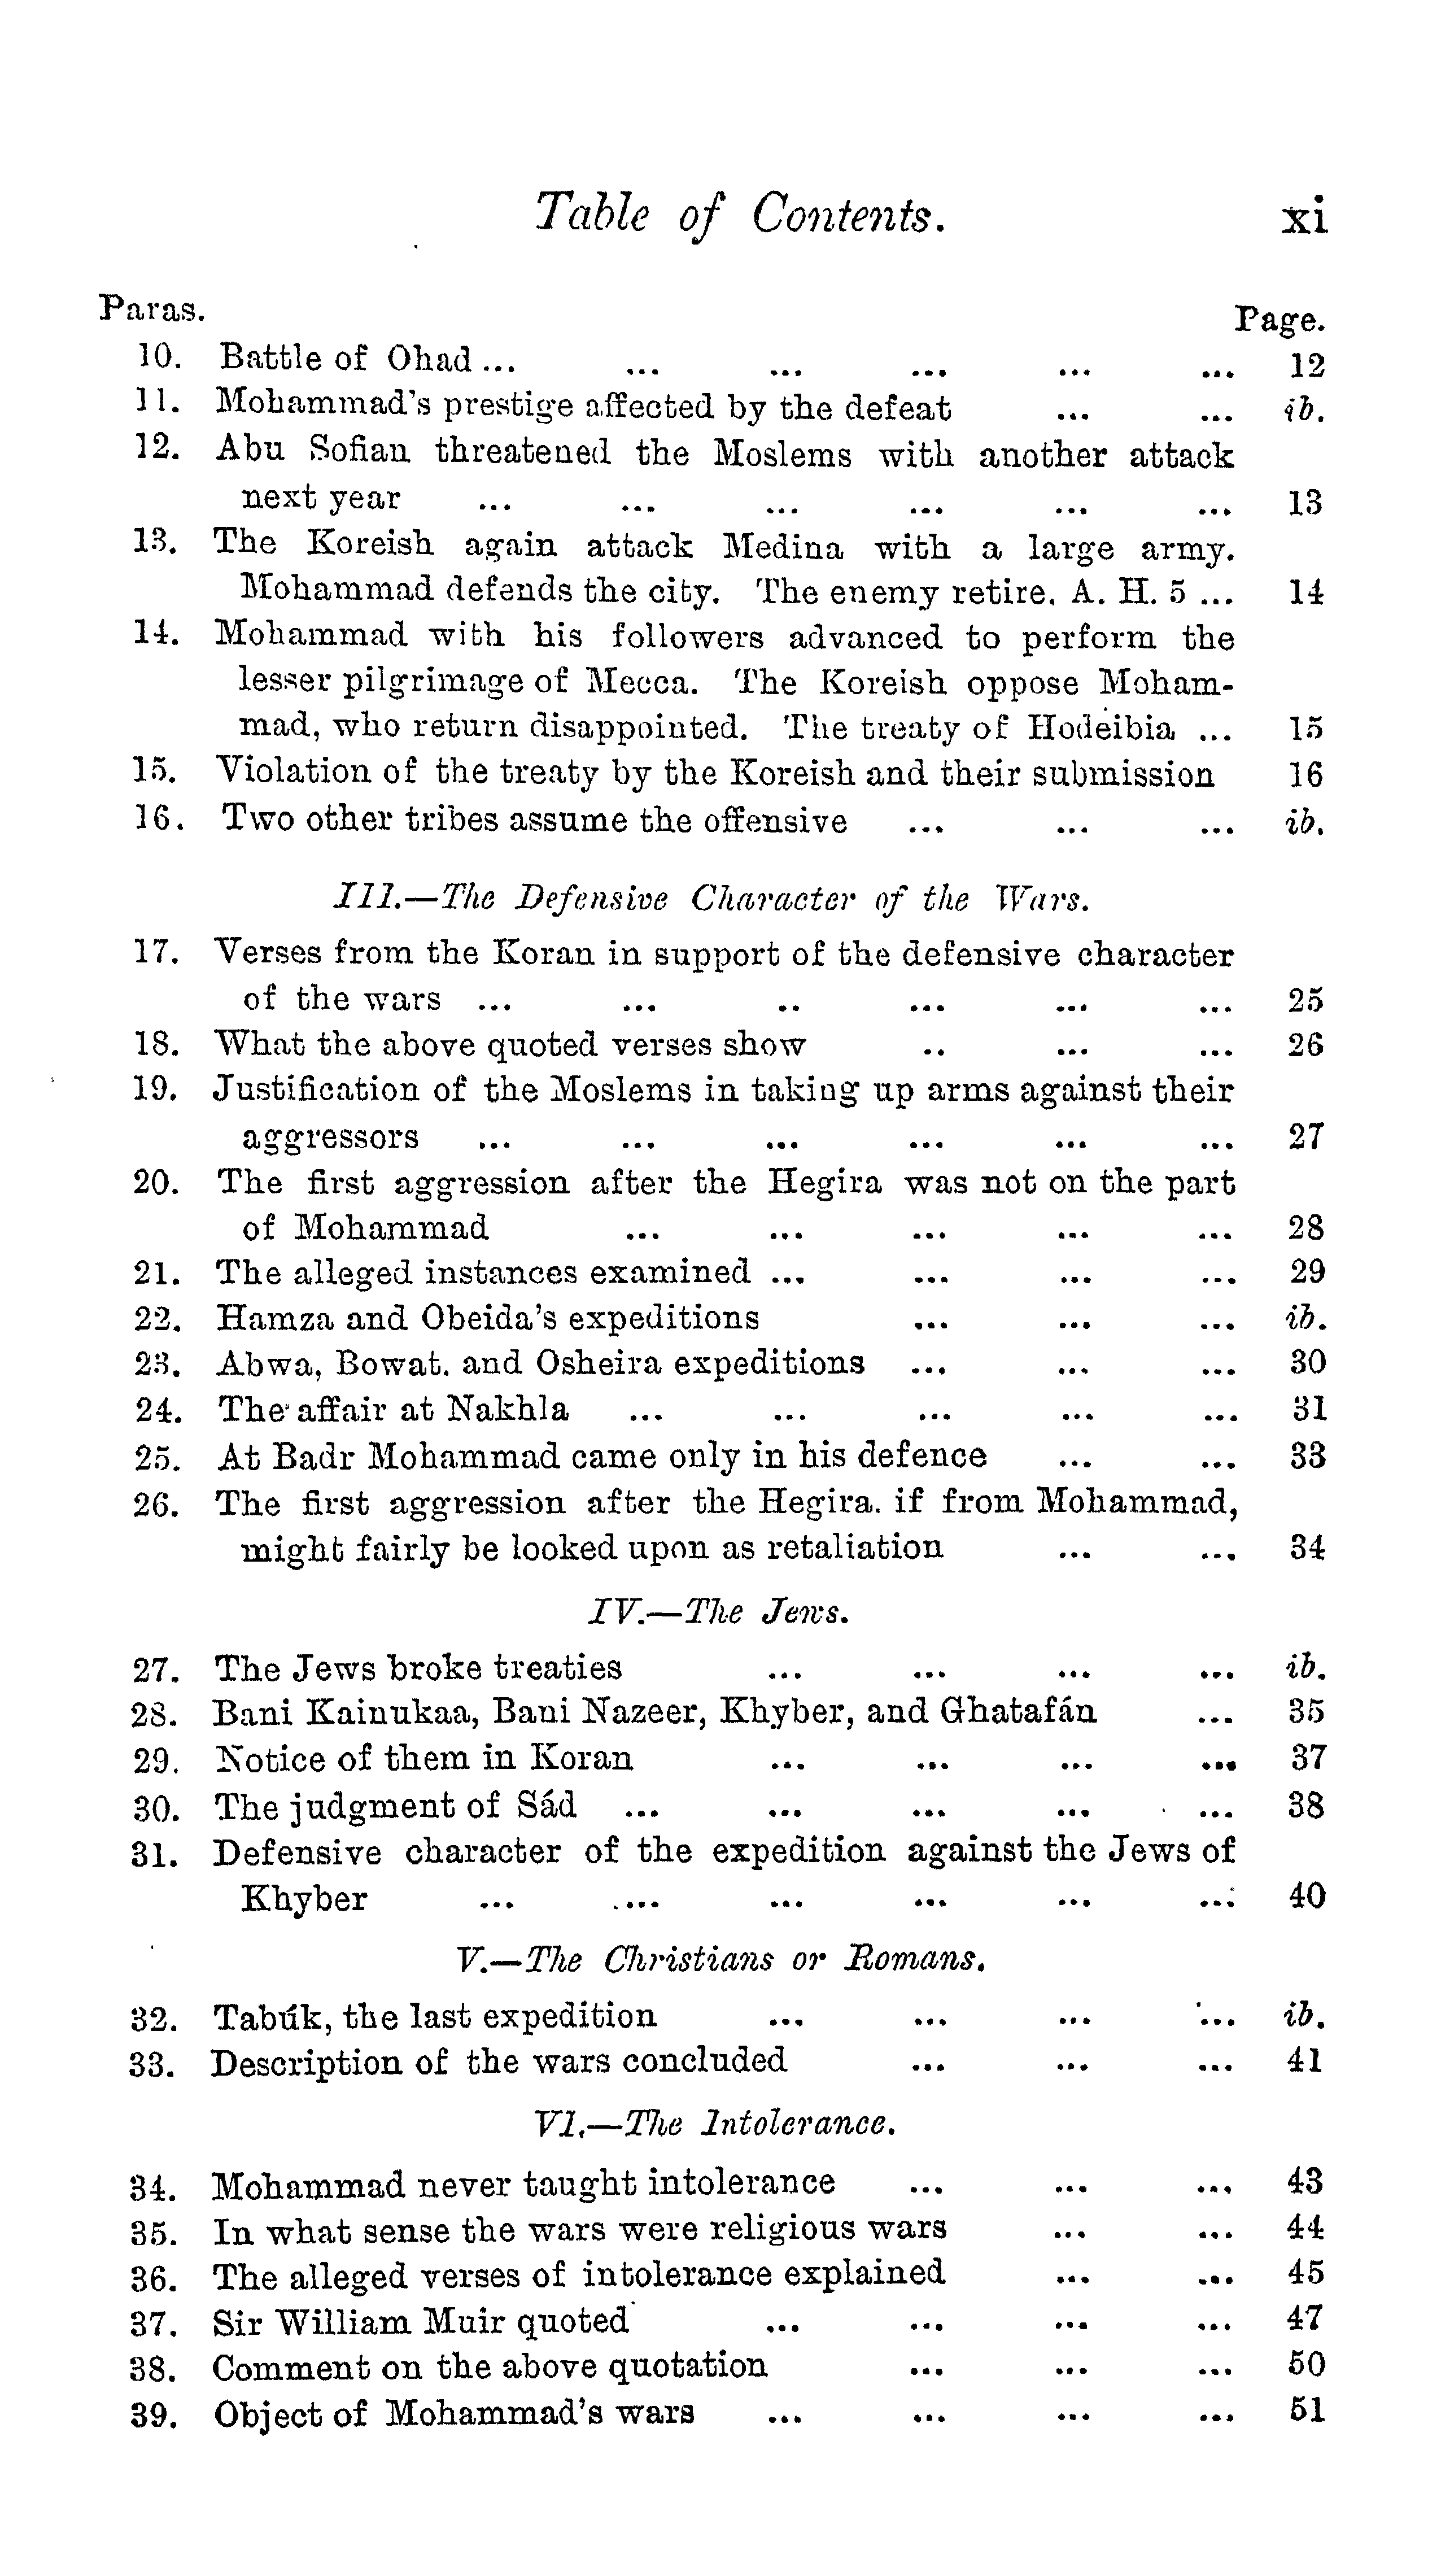 Table of Contents. xi
Paras. Page.
10. Battle of Ohad ... ... ... ... ... ... 12
11. Mohammad's prestige affected by the defeat ... ... ib.
12. Abu Sofian threatened the Moslems with another attack
next year ... ... ... ... ... ... 13
13. The Koreish again attack Medina with a large army.
Mohammad defends the city. The enemy retire. A. H. 5 ... 14
14. Mohammad with his followers advanced to perform the
lesser pilgrimage of Mecca. The Koreish oppose Moham-
mad, who return disappointed. The treaty of Hodeibia ... 15
15. Violation of the treaty by the Koreish and their submission 16
16. Two other tribes assume the offensive ... ... ... ib.
III.—The Defensive Character of the Wars.
17. Verses from the Koran in support of the defensive character
of the wars ... ... .. ... ... ... 25
18. What the above quoted verses show .. ... ... 26
19. Justification of the Moslems in taking up arms against their
aggressors ... ... ... ... ... ... 27
20. The first aggression after the Hegira was not on the part
of Mohammad ... ... ... ... ... 28
21. The alleged instances examined ... ... ... ... 29
22. Hamza and Obeida's expeditions ... ... ... ib.
23. Abwa, Bowat. and Osheira expeditions ... ... ... 30
24. The affair at Nakhla ... ... ... ... ... 31
25. At Badr Mohammad came only in his defence ... ... 33
26. The first aggression after the Hegira. if from Mohammad,
might fairly be looked upon as retaliation ... ... 34
IV.—The Jews.
27. The Jews broke treaties ... ... ... ... ib.
28. Bani Kainukaa, Bani Nazeer, Khyber, and Ghatafán ... 35
29. Notice of them in Koran ... ... ... ... 37
30. The judgment of Sád ... ... ... ... ... 38
31. Defensive character of the expedition against the Jews of
Khyber ... ... ... ... ... ... 40
V.—The Christians or Romans.
32. Tabúk, the last expedition ... ... ... ... ib.
33. Description of the wars concluded ... ... ... 41
VI.—The Intolerance.
34. Mohammad never taught intolerance ... ... ... 43
35. In what sense the wars were religious wars ... ... 44
36. The alleged verses of intolerance explained ... ... 45
37. Sir William Muir quoted ... ... ... ... 47
38. Comment on the above quotation ... ... ... 50
39. Object of Mohammad's wars ... ... ... ... 51